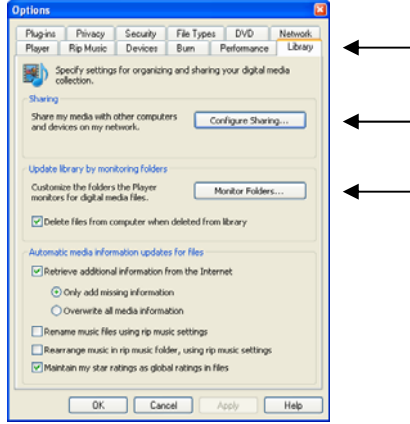 Options
Plug-ins Privacy Security File Types DVD Network
Player Rip Music Devices Burn Performance Library
Specify settings for organizing and sharing your digital media
collection.
Sharing
Share my media with other computers
and devices on my network.
Configure Sharing...
Update library by monitoring folders
Customize the folders the Player
monitors for digital media files.
Monitor Folders...
Delete files from computer when deleted from library
Automatic media information updates for files
Retrieve additional information from the Internet
Only add missing information
Overwrite all media information
Rename music files using rip music settings
Rearrange music in rip music folder, using rip music settings
Maintain my star ratings as global ratings in files
OK Cancel Apply Help